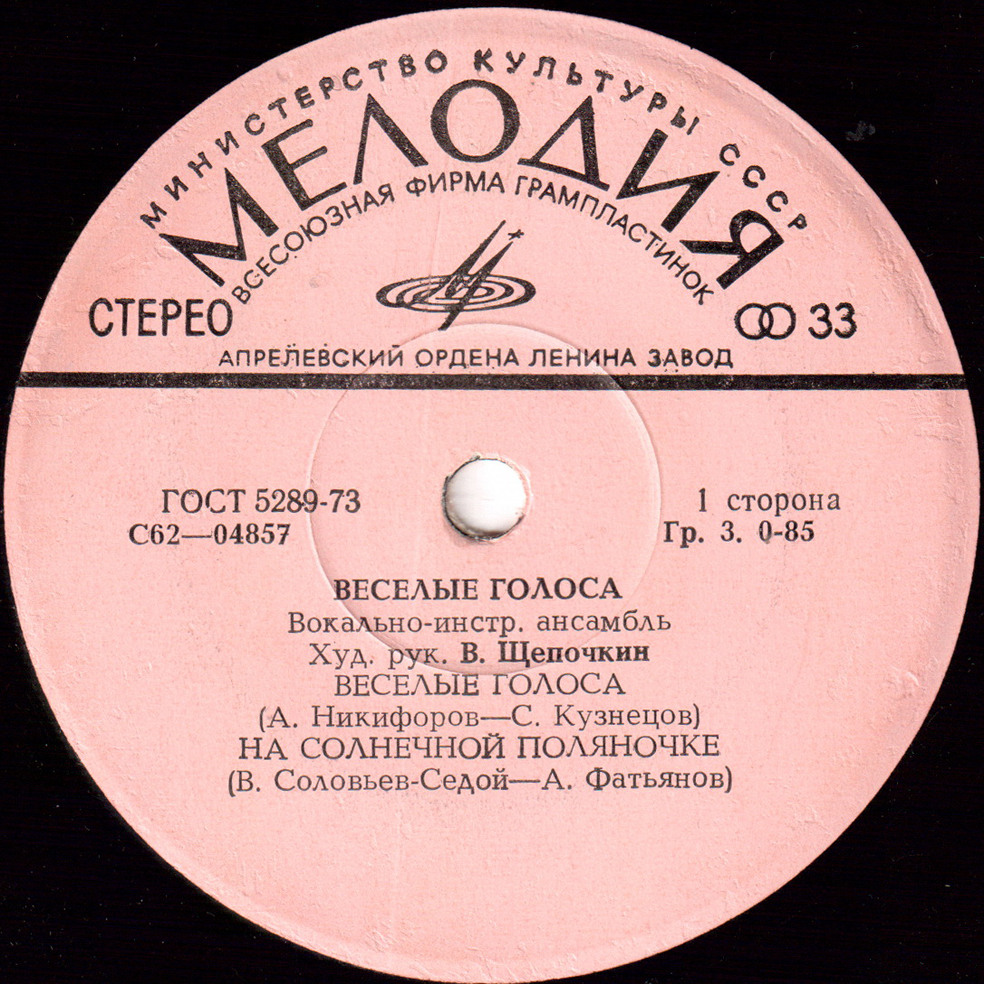 МИНИСТЕРСТВО КУЛЬТУРЫ СССР
МЕЛОДИЯ
ВСЕСОЮЗНАЯ ФИРМА ГРАМПЛАСТИНОК
СТЕРЕО
33
АПРЕЛЕВСКИЙ ОРДЕНА ЛЕНИНА ЗАВОД
ГОСТ 5289-73
1 сторона
С62—04857
Гр. 3. 0-85
ВЕСЕЛЫЕ ГОЛОСА
Вокально-инстр. ансамбль
Худ. рук. В. Щепочкин
ВЕСЕЛЫЕ ГОЛОСА
(А. Никифоров—С. Кузнецов)
НА СОЛНЕЧНОЙ ПОЛЯНОЧКЕ
(В. Соловьев-Седой—А. Фатьянов)